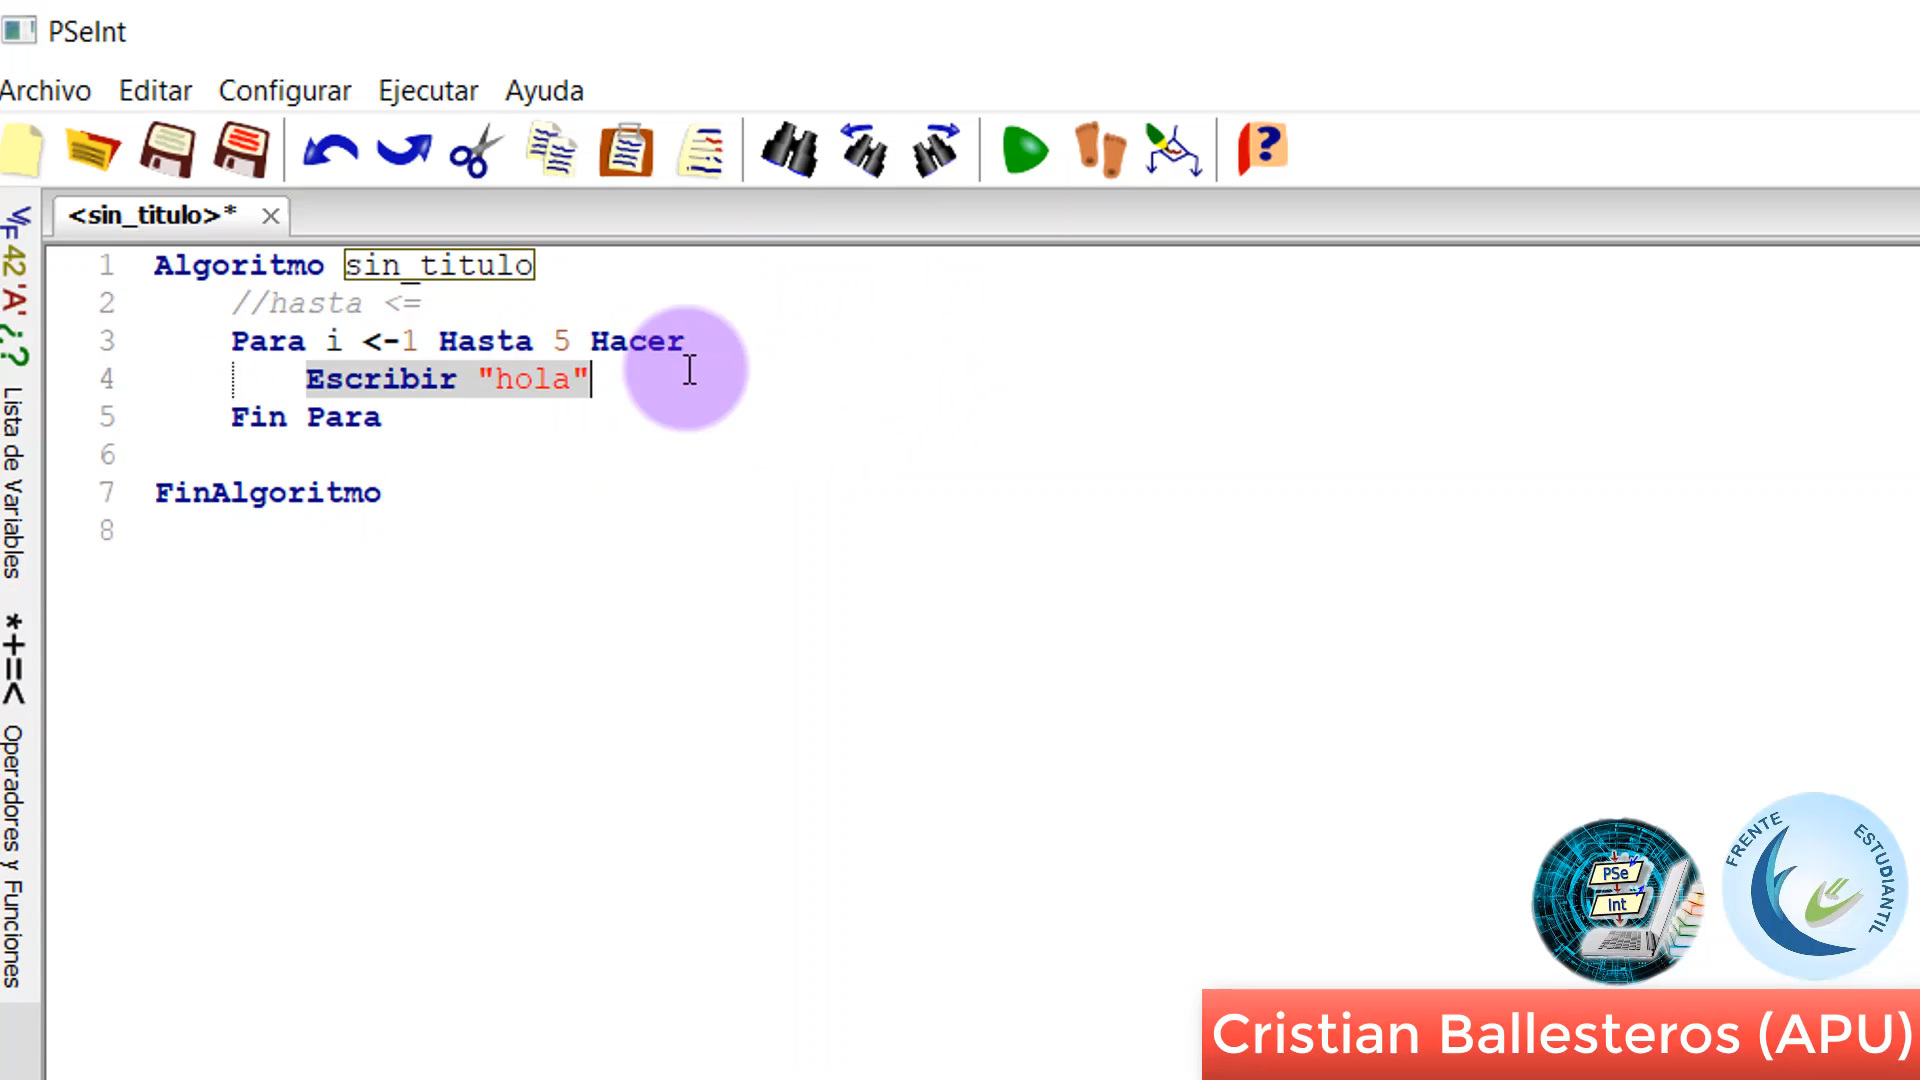 PSeInt
Archivo Editar Configurar Ejecutar Ayuda
<sin_titulo>* ×
1 Algoritmo sin_titulo
2 //hasta <=
3 Para i <-1 Hasta 5 Hacer
4 Escribir "hola"
5 Fin Para
6
7 FinAlgoritmo
8
42 'A' ¿?
Lista de Variables
*+=<
Operadores y Funciones
PSe
Int
FRENTE ESTUDIANTIL
Cristian Ballesteros (APU)